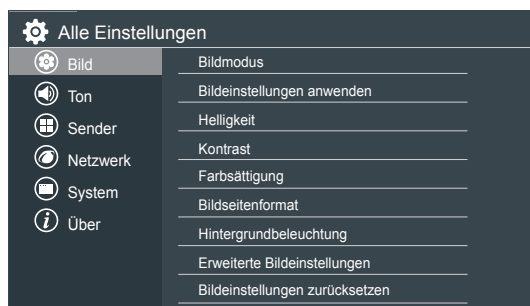 Alle Einstellungen
Bild
Ton
Sender
Netzwerk
System
Über
Bildmodus
Bildeinstellungen anwenden
Helligkeit
Kontrast
Farbsättigung
Bildseitenformat
Hintergrundbeleuchtung
Erweiterte Bildeinstellungen
Bildeinstellungen zurücksetzen